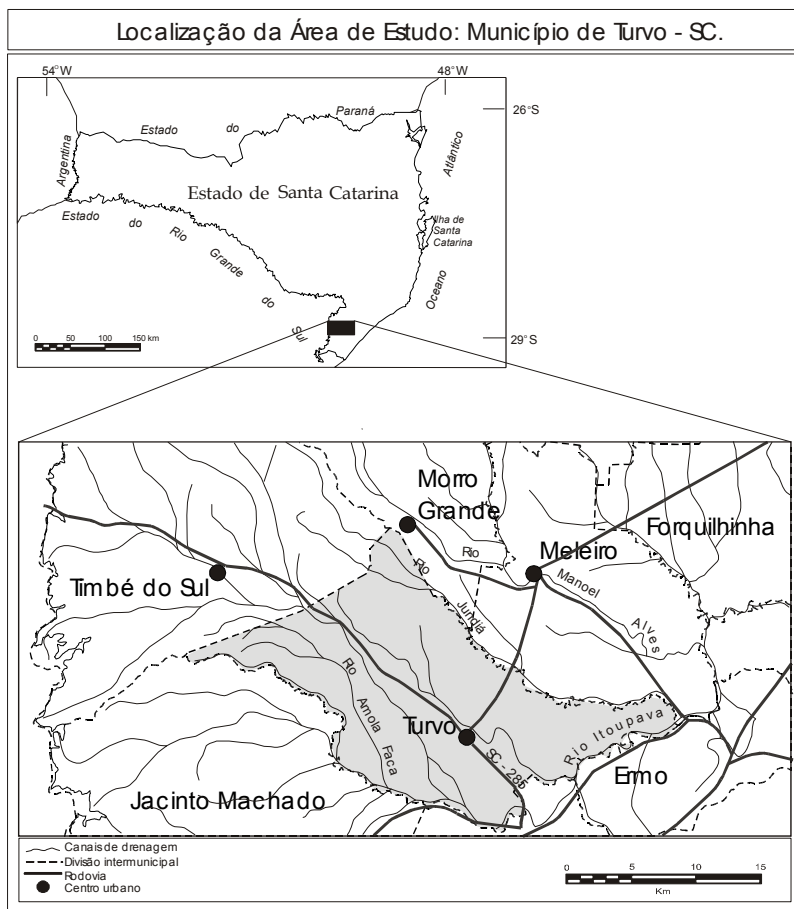 Localização da Área de Estudo: Município de Turvo - SC.
54°W
48°W
26°S
Paraná
Estado do
Argentina
Atlântico
Estado de Santa Catarina
Ilha de
Santa
Catarina
Estado do Rio Grande do Sul
Oceano
29°S
0 50 100 150 km
Morro
Grande
Forquilhinha
Rio
Meleiro
Manoel
Alves
Timbé do Sul
Rio
Jundiá
Rio Amola Faca
Turvo
SC - 285
Rio Itoupava
Ermo
Jacinto Machado
Canais de drenagem
Divisão intermunicipal
Rodovia
Centro urbano
0 5 10 15
Km